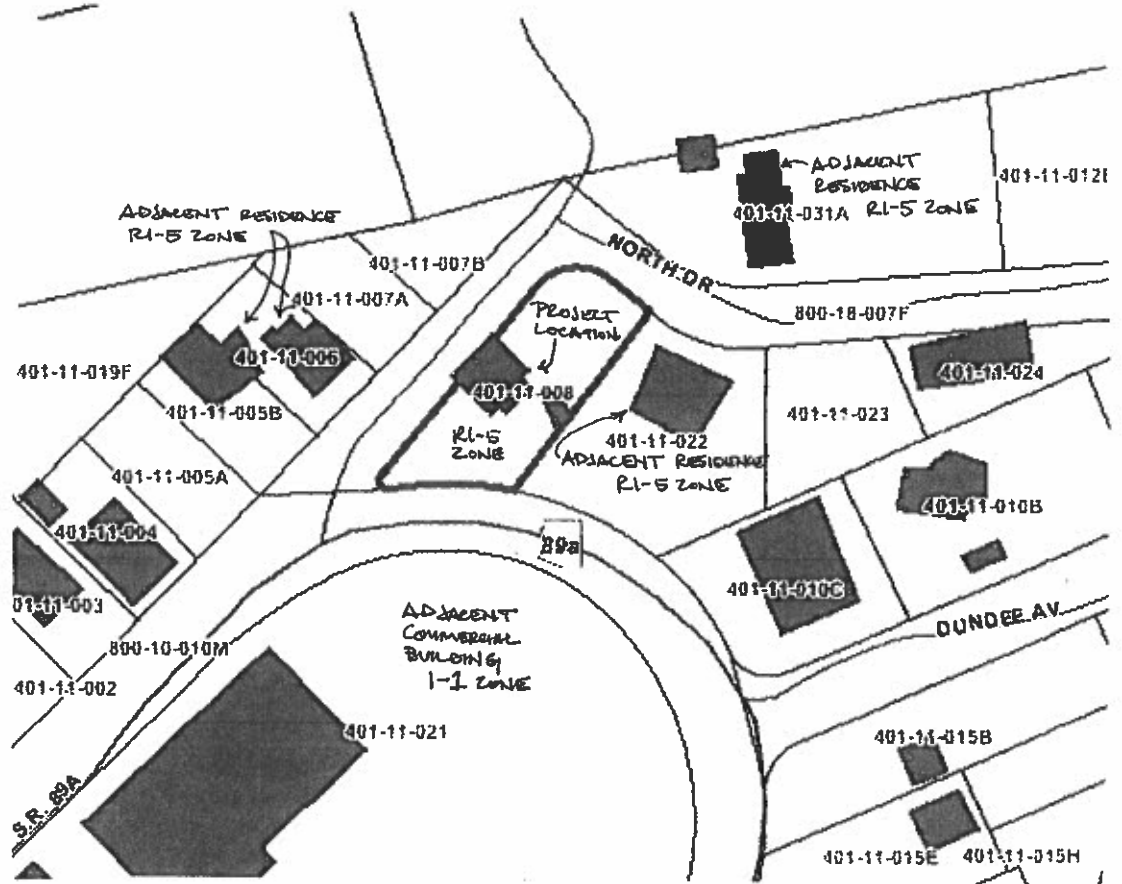 ADJACENT
RESIDENCE
R1-5 ZONE
401-11-012E
401-11-031A
ADJACENT RESIDENCE
R1-5 ZONE
NORTH DR
401-11-007B
401-11-007A
800-18-007F
PROJECT
LOCATION
401-11-006
401-11-019F
401-11-024
401-11-008
401-11-005B
401-11-023
R1-5
ZONE
401-11-022
ADJACENT RESIDENCE
R1-5 ZONE
401-11-005A
401-11-010B
401-11-004
89a
401-11-010C
01-11-003
ADJACENT
COMMERCIAL
BUILDING,
I-1 ZONE
DUNDEE AV
800-10-010M
401-11-002
401-11-021
401-11-015B
S.R. 89A
401-11-015E
401-11-015H